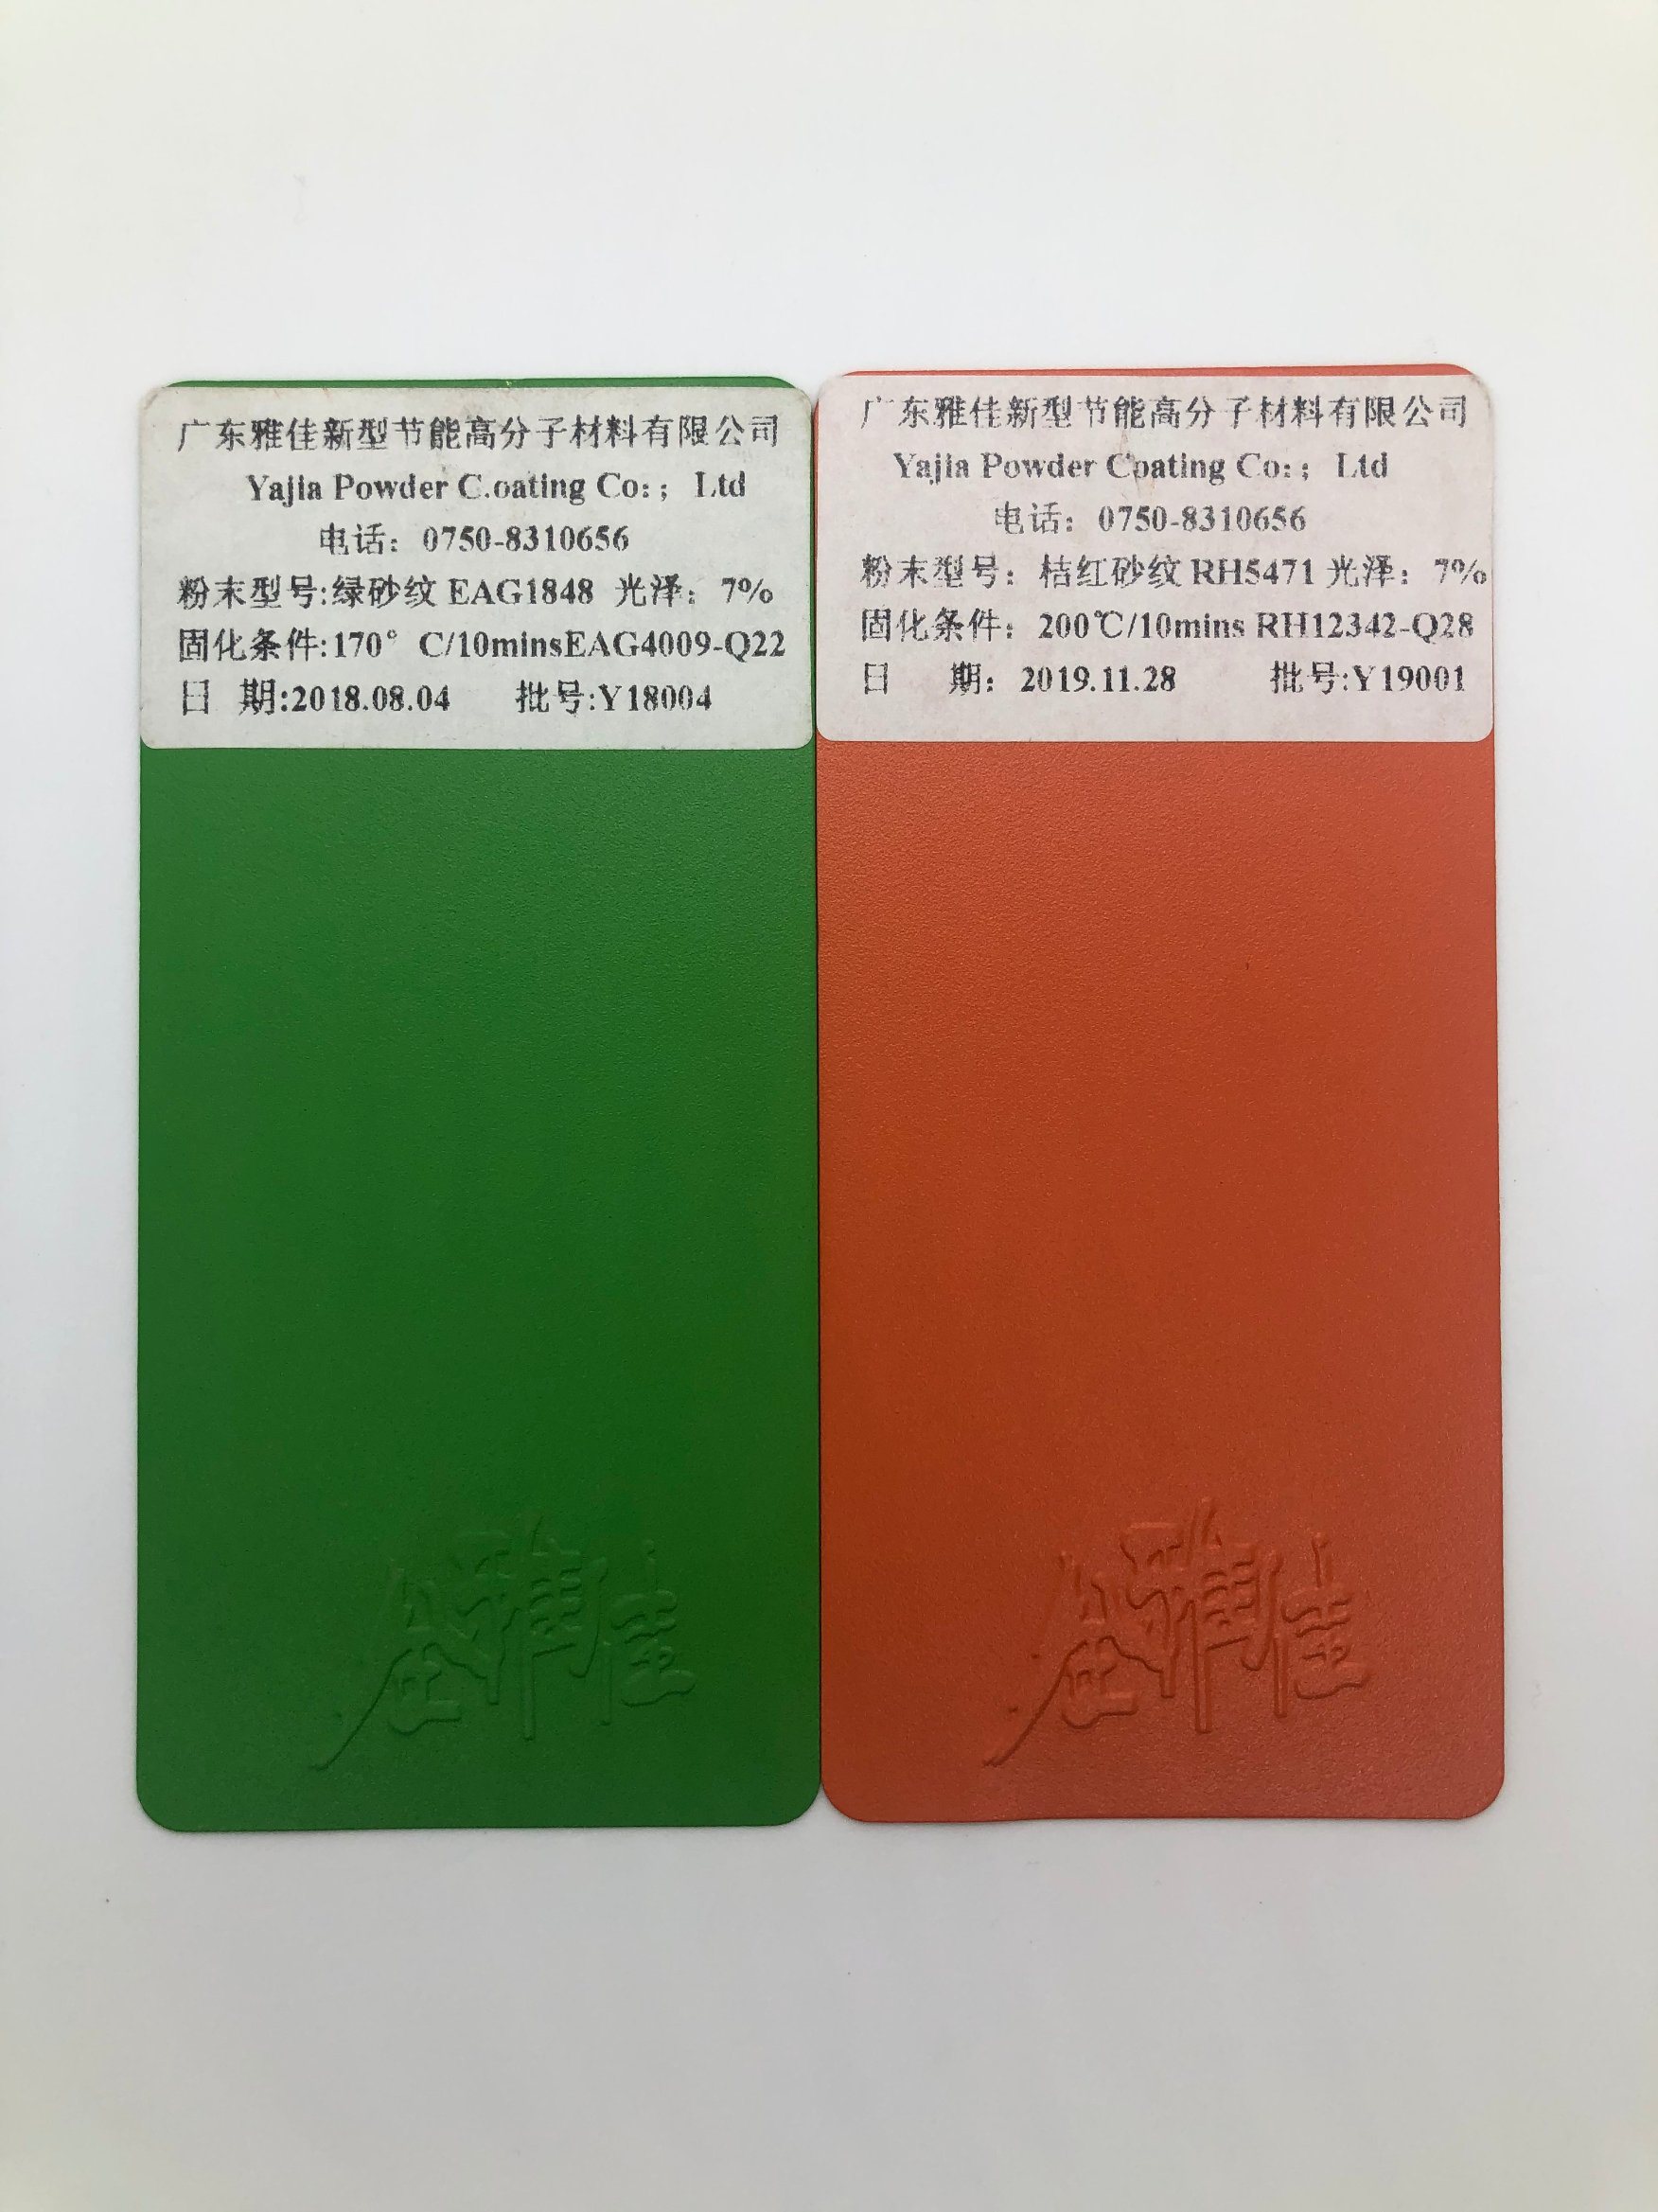 广东雅佳新型节能高分子材料有限公司
Yajia Powder C.oating Co:; Ltd
电话：0750-8310656
粉末型号:绿砂纹 EAG1848 光泽：7%
固化条件:170° C/10minsEAG4009-Q22
日 期:2018.08.04 批号:Y18004
雅佳
广东雅佳新型节能高分子材料有限公司
Yajia Powder Coating Co:; Ltd
电话：0750-8310656
粉末型号：桔红砂纹 RH5471 光泽：7%
固化条件：200℃/10mins RH12342-Q28
日 期：2019.11.28 批号:Y19001
雅佳